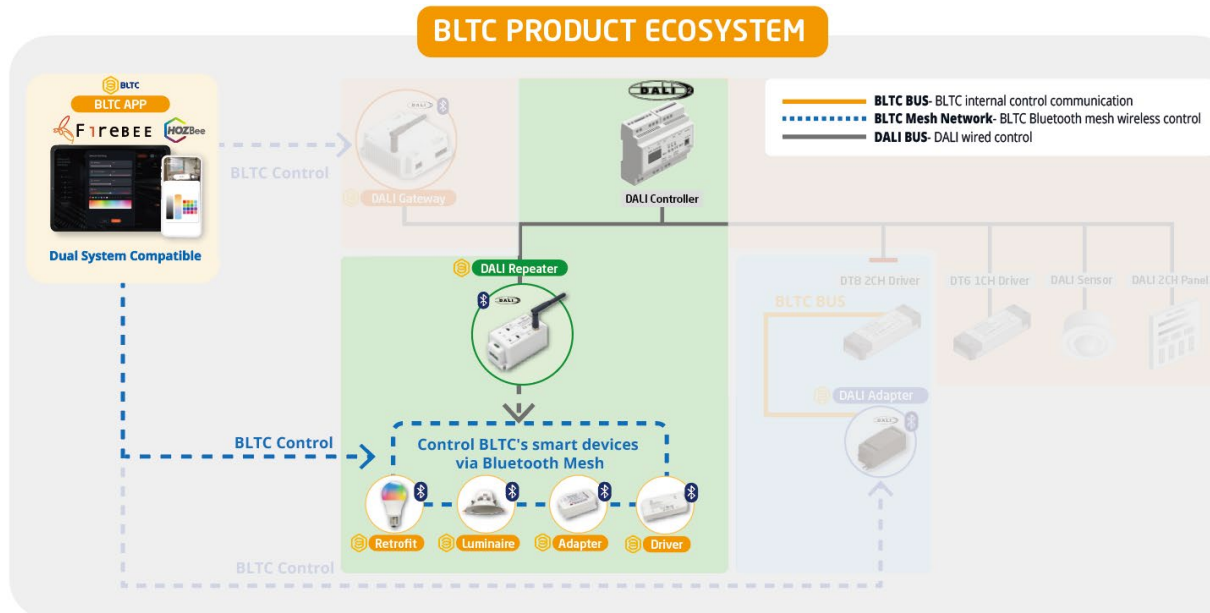 BLTC PRODUCT ECOSYSTEM
BLTC
BLTC APP
F1REBEE
HOZBee
Dual System Compatible
BLTC Control
DALI
DALI Gateway
DALI 2
DALI Controller
BLTC BUS- BLTC internal control communication
BLTC Mesh Network- BLTC Bluetooth mesh wireless control
DALI BUS- DALI wired control
DALI Repeater
DALI
DT8 2CH Driver
DT6 1CH Driver
DALI Sensor
DALI 2CH Panel
BLTC BUS
DALI Adapter
DALI
BLTC Control
Control BLTC's smart devices
via Bluetooth Mesh
Retrofit
Luminaire
Adapter
Driver
BLTC Control